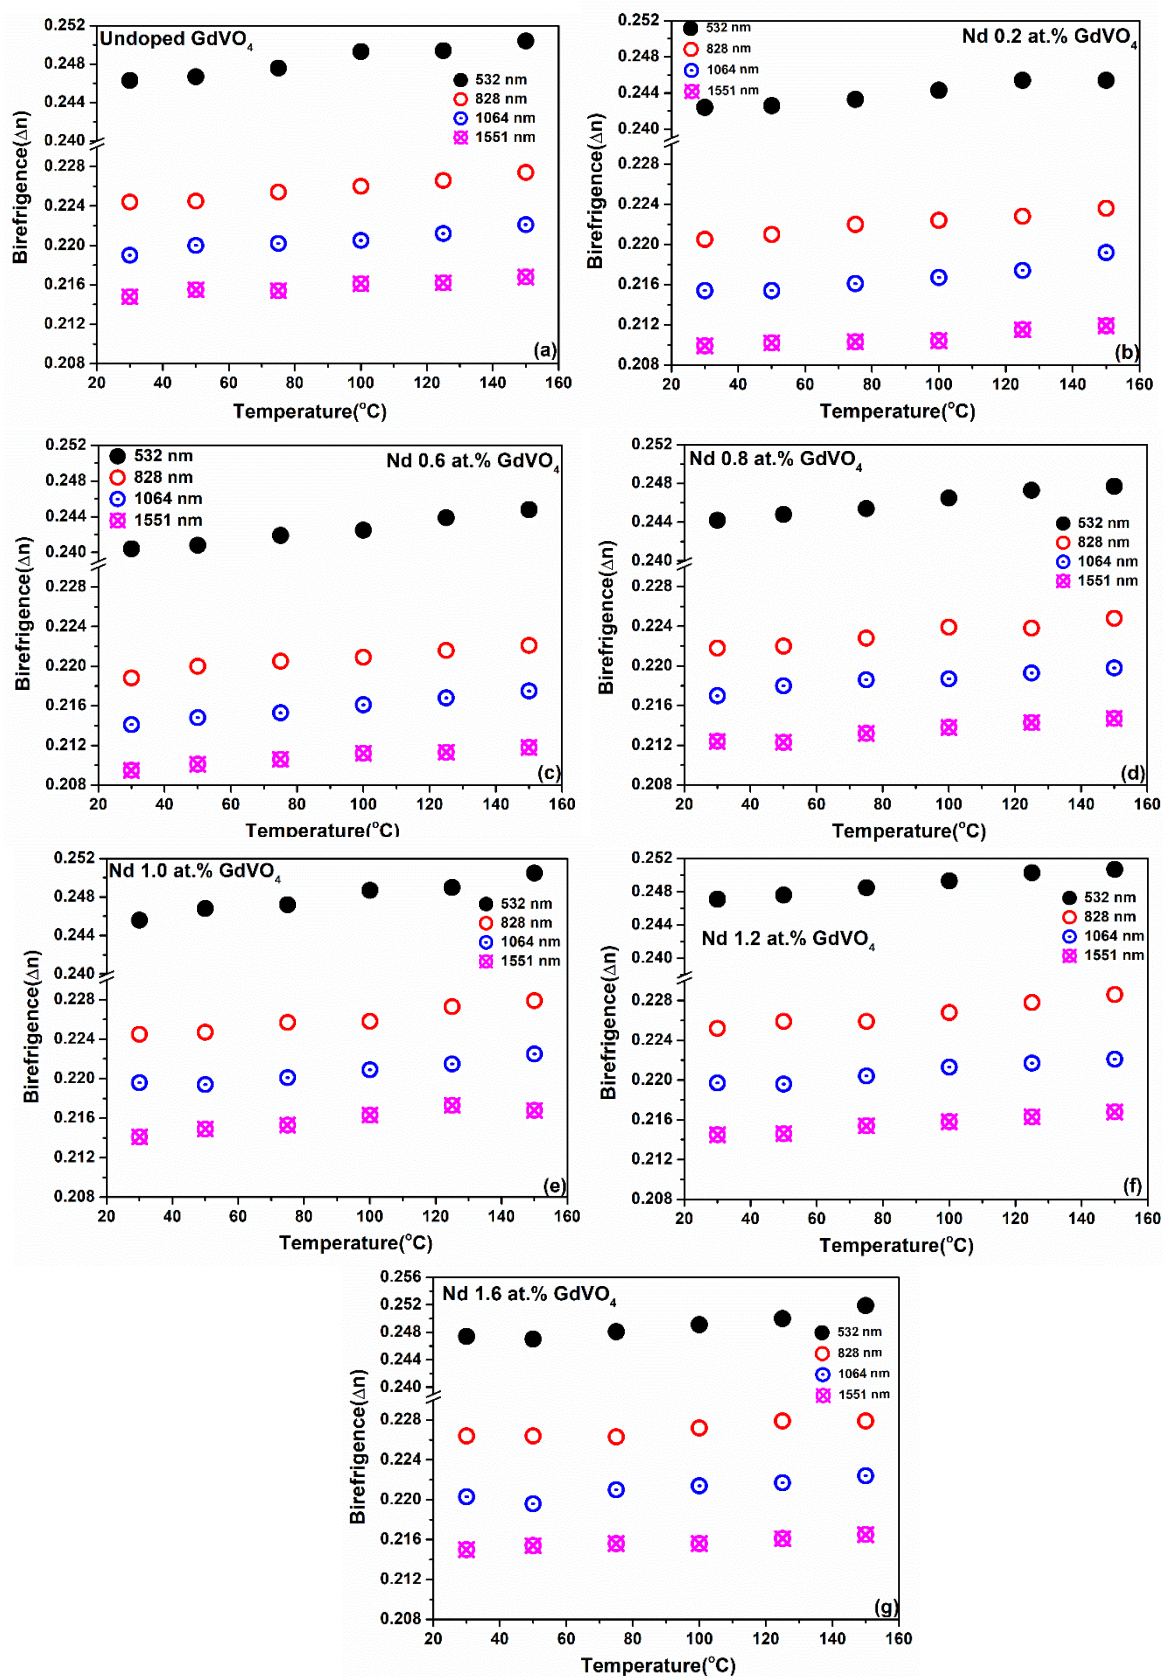 Undoped GdVO4
532 nm
828 nm
1064 nm
1551 nm
0.252
0.248
0.244
0.240
0.228
0.224
0.220
0.216
0.212
0.208
Birefrigence(Δn)
20 40 60 80 100 120 140 160
Temperature(oC)
(a)
Nd 0.2 at.% GdVO4
532 nm
828 nm
1064 nm
1551 nm
0.252
0.248
0.244
0.240
0.228
0.224
0.220
0.216
0.212
0.208
Birefrigence(Δn)
20 40 60 80 100 120 140 160
Temperature(oC)
(b)
Nd 0.6 at.% GdVO4
532 nm
828 nm
1064 nm
1551 nm
0.252
0.248
0.244
0.240
0.228
0.224
0.220
0.216
0.212
0.208
Birefrigence(Δn)
20 40 60 80 100 120 140 160
Temperature(oC)
(c)
Nd 0.8 at.% GdVO4
532 nm
828 nm
1064 nm
1551 nm
0.252
0.248
0.244
0.240
0.228
0.224
0.220
0.216
0.212
0.208
Birefrigence(Δn)
20 40 60 80 100 120 140 160
Temperature(oC)
(d)
Nd 1.0 at.% GdVO4
532 nm
828 nm
1064 nm
1551 nm
0.252
0.248
0.244
0.240
0.228
0.224
0.220
0.216
0.212
0.208
Birefrigence(Δn)
20 40 60 80 100 120 140 160
Temperature(oC)
(e)
Nd 1.2 at.% GdVO4
532 nm
828 nm
1064 nm
1551 nm
0.252
0.248
0.244
0.240
0.228
0.224
0.220
0.216
0.212
0.208
Birefrigence(Δn)
20 40 60 80 100 120 140 160
Temperature(oC)
(f)
Nd 1.6 at.% GdVO4
532 nm
828 nm
1064 nm
1551 nm
0.256
0.252
0.248
0.244
0.240
0.228
0.224
0.220
0.216
0.212
0.208
Birefrigence(Δn)
20 40 60 80 100 120 140 160
Temperature(oC)
(g)